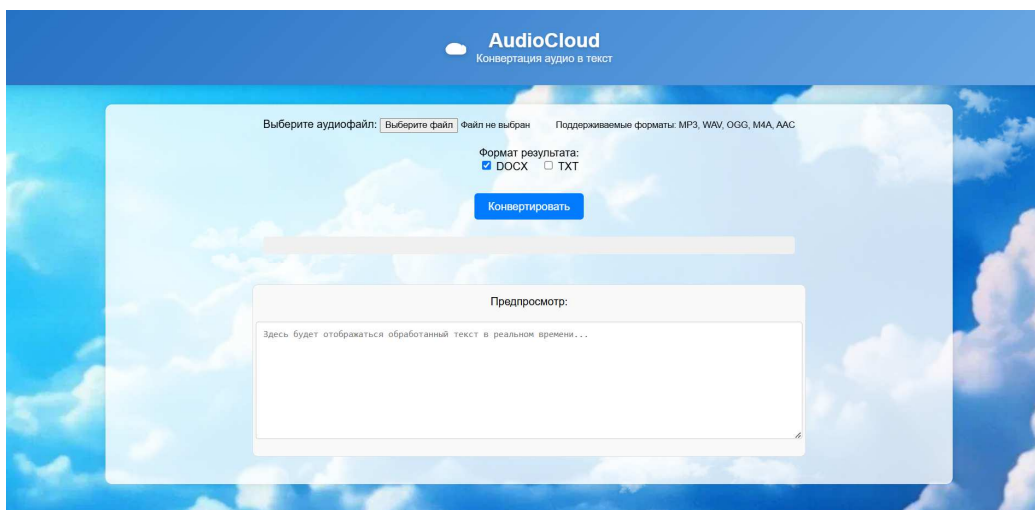 AudioCloud
Конвертация аудио в текст
Выберите аудиофайл: Выберите файл Файл не выбран Поддерживаемые форматы: MP3, WAV, OGG, M4A, AAC
Формат результата:
DOCX TXT
Конвертировать
Предпросмотр:
Здесь будет отображаться обработанный текст в реальном времени...